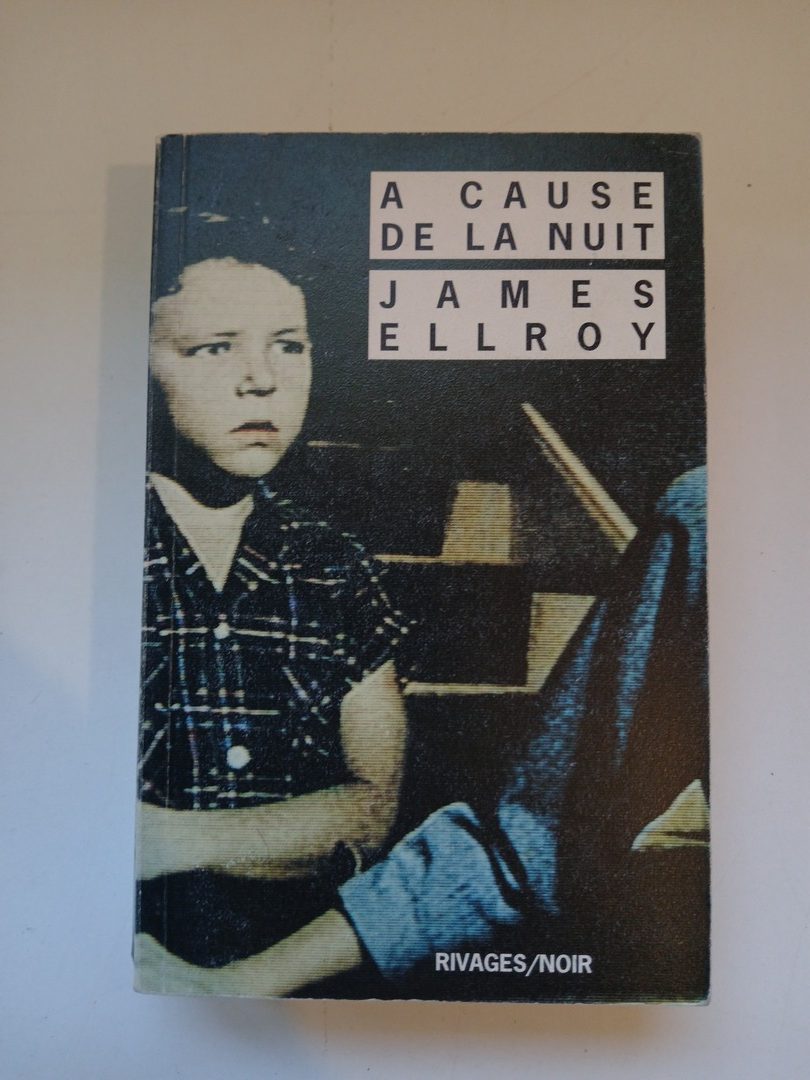 A CAUSE
DE LA NUIT
JAMES
ELLROY
RIVAGES/NOIR